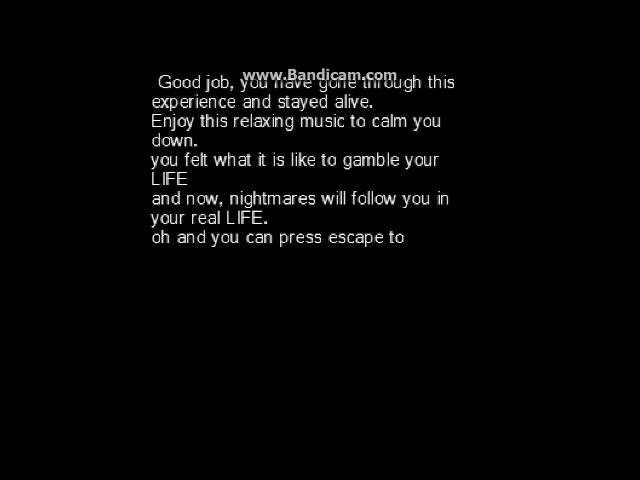 www.Bandicam.com
Good job, you have gone through this
experience and stayed alive.
Enjoy this relaxing music to calm you
down.
you felt what it is like to gamble your
LIFE
and now, nightmares will follow you in
your real LIFE.
oh and you can press escape to